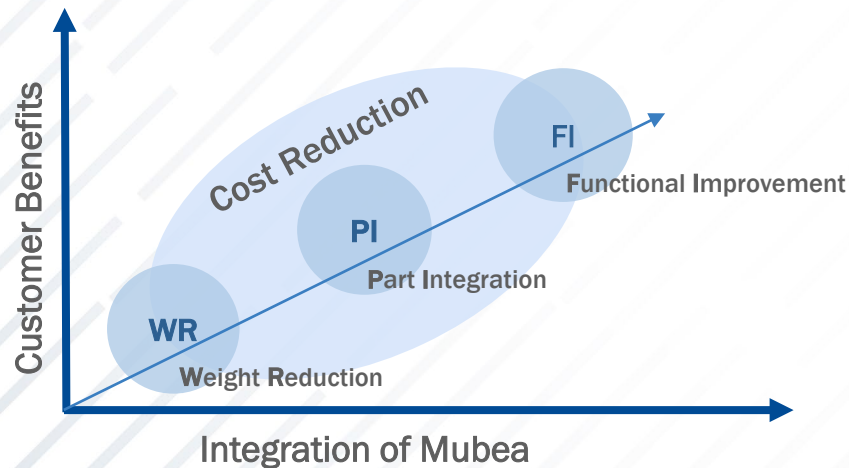 Customer Benefits
Cost Reduction
FI
Functional Improvement
PI
Part Integration
WR
Weight Reduction
Integration of Mubea